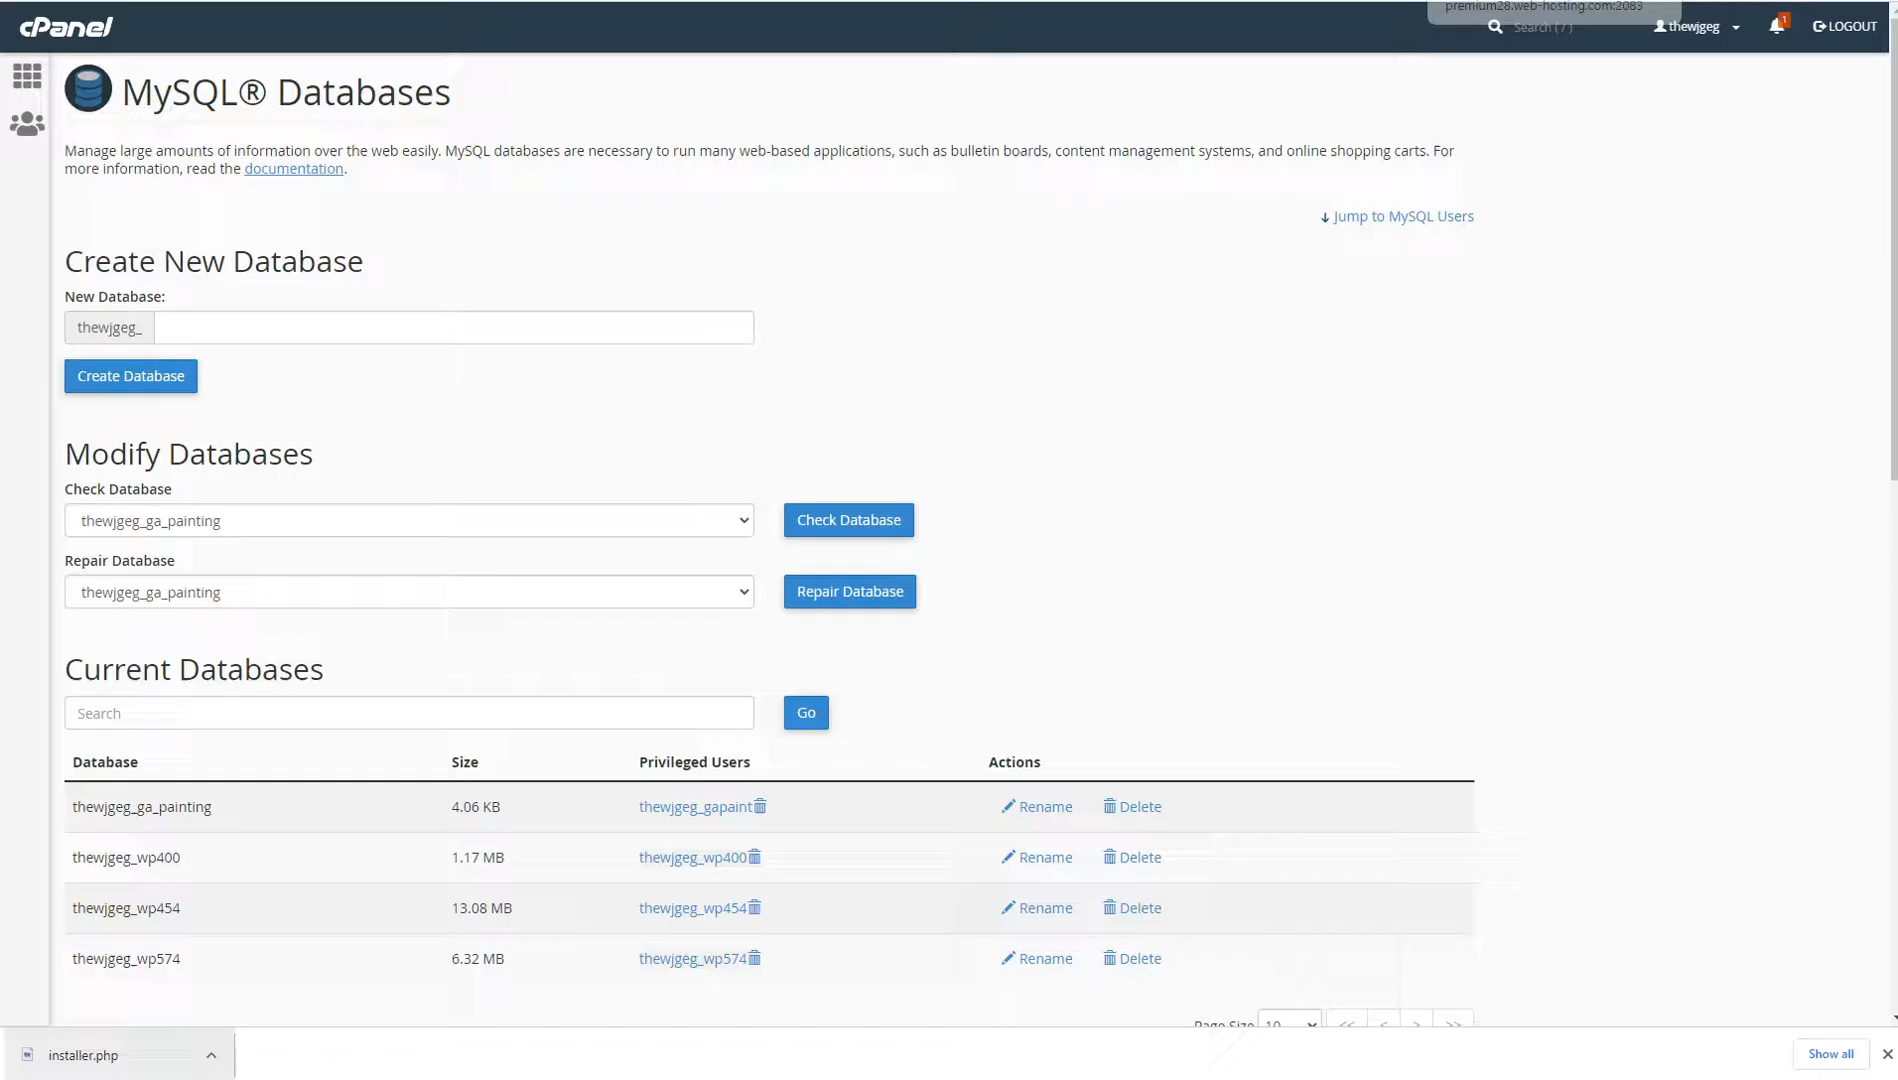 premium28.web-hosting.com:2083
cPanel
Search ( / )
thewjgeg
1
LOGOUT
MySQL® Databases
Manage large amounts of information over the web easily. MySQL databases are necessary to run many web-based applications, such as bulletin boards, content management systems, and online shopping carts. For
more information, read the documentation.
Jump to MySQL Users
Create New Database
New Database:
thewjgeg_
Create Database
Modify Databases
Check Database
thewjgeg_ga_painting
Check Database
Repair Database
thewjgeg_ga_painting
Repair Database
Current Databases
Search
Go
Database Size Privileged Users Actions
thewjgeg_ga_painting 4.06 KB thewjgeg_gapaint Rename Delete
thewjgeg_wp400 1.17 MB thewjgeg_wp400 Rename Delete
thewjgeg_wp454 13.08 MB thewjgeg_wp454 Rename Delete
thewjgeg_wp574 6.32 MB thewjgeg_wp574 Rename Delete
Page Size 10 << < > >>
installer.php
Show all